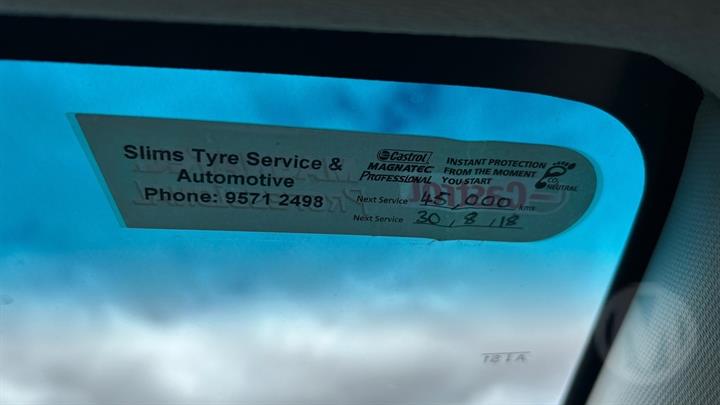 Slims Tyre Service &
Automotive
Phone: 9571 2498
Castrol
MAGNATEC
PROFESSIONAL
INSTANT PROTECTION
FROM THE MOMENT
YOU START
CO2
NEUTRAL
Next Service 45,000 kms
Next Service 30, 8, 18
Castrol